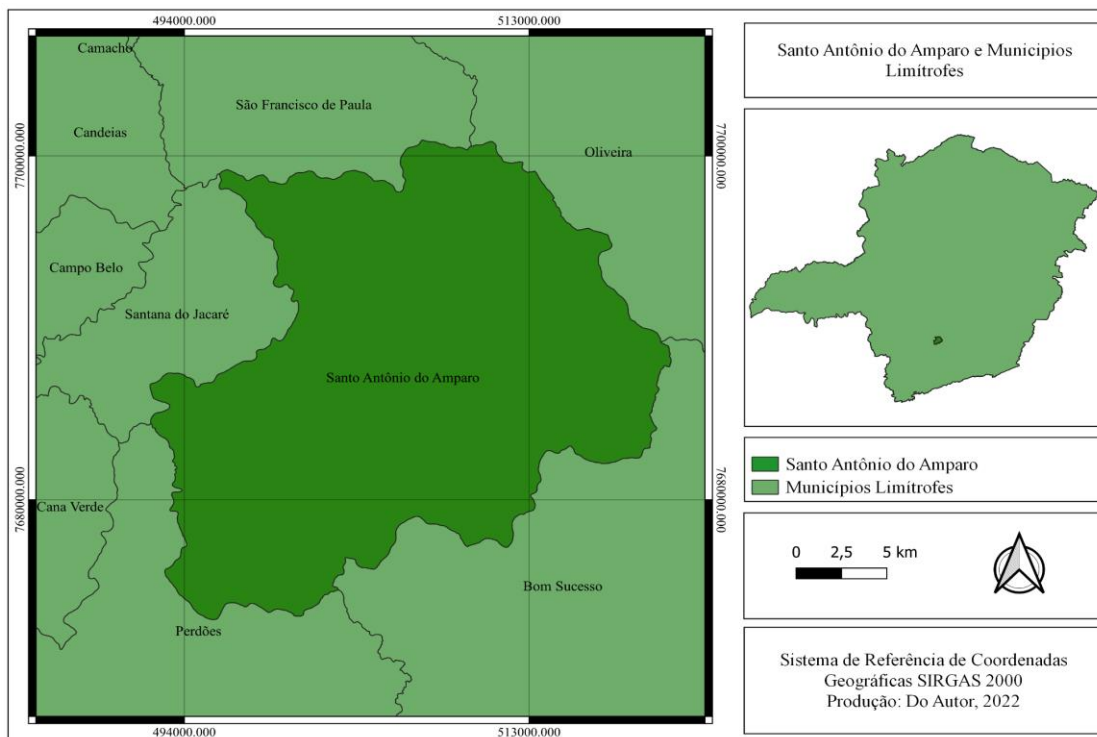 494000.000
513000.000
Camacho
São Francisco de Paula
Candeias
Oliveira
7700000.000
7700000.000
Campo Belo
Santana do Jacaré
Santo Antônio do Amparo
Cana Verde
7680000.000
7680000.000
Bom Sucesso
Perdões
494000.000
513000.000
Santo Antônio do Amparo e Municipios
Limítrofes
Santo Antônio do Amparo
Municípios Limítrofes
0 2,5 5 km
Sistema de Referência de Coordenadas
Geográficas SIRGAS 2000
Produção: Do Autor, 2022